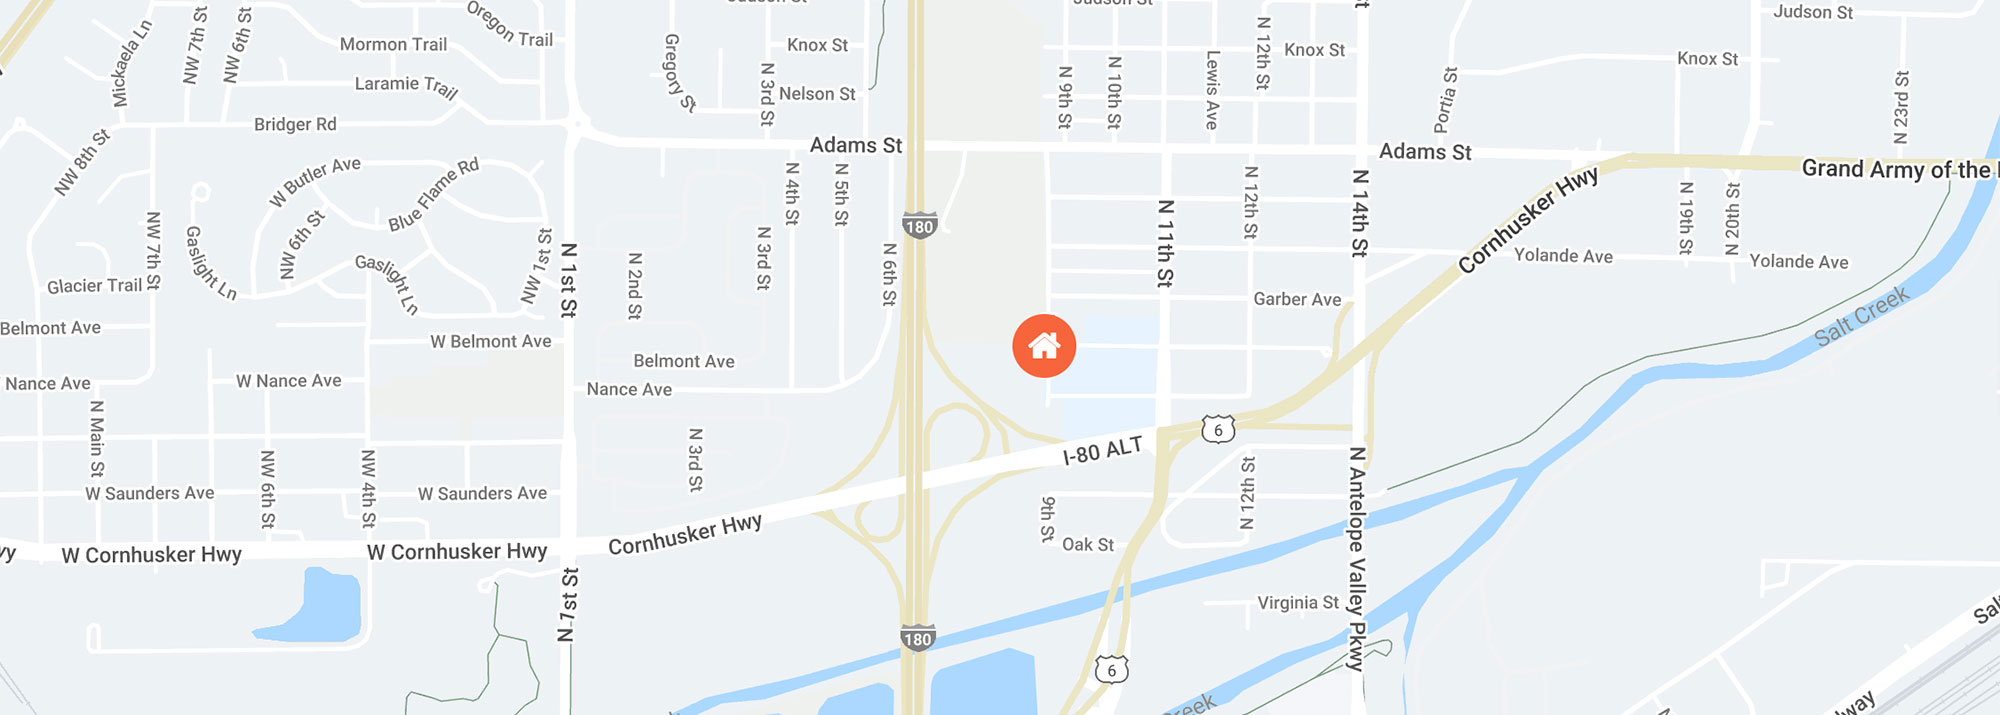 Judson St
Judson St
Judson St
Oregon Trail
Mickaela Ln
NW 7th St
NW 6th St
Mormon Trail
Laramie Trail
Gregory St
Knox St
N 3rd St
Nelson St
N 9th St
N 10th St
Lewis Ave
N 12th St
Knox St
Portia St
Knox St
N 23rd St
Bridger Rd
NW 8th St
Adams St
Adams St
Grand Army of the
W Butler Ave
Blue Flame Rd
NW 6th St
NW 7th St
Gaslight Ln
Gaslight Ln
NW 1st St
N 1st St
N 2nd St
N 3rd St
N 4th St
N 5th St
N 6th St
180
N 11th St
N 12th St
N 14th St
Cornhusker Hwy
N 19th St
N 20th St
Yolande Ave
Yolande Ave
Glacier Trail
Garber Ave
Salt Creek
Belmont Ave
W Belmont Ave
Belmont Ave
Nance Ave
W Nance Ave
Nance Ave
N Main St
N 3rd St
6
I-80 ALT
NW 6th St
NW 4th St
W Saunders Ave
W Saunders Ave
N 12th St
9th St
Oak St
Cornhusker Hwy
W Cornhusker Hwy
W Cornhusker Hwy
N Antelope Valley Pkwy
N 1st St
Virginia St
180
6
Creek